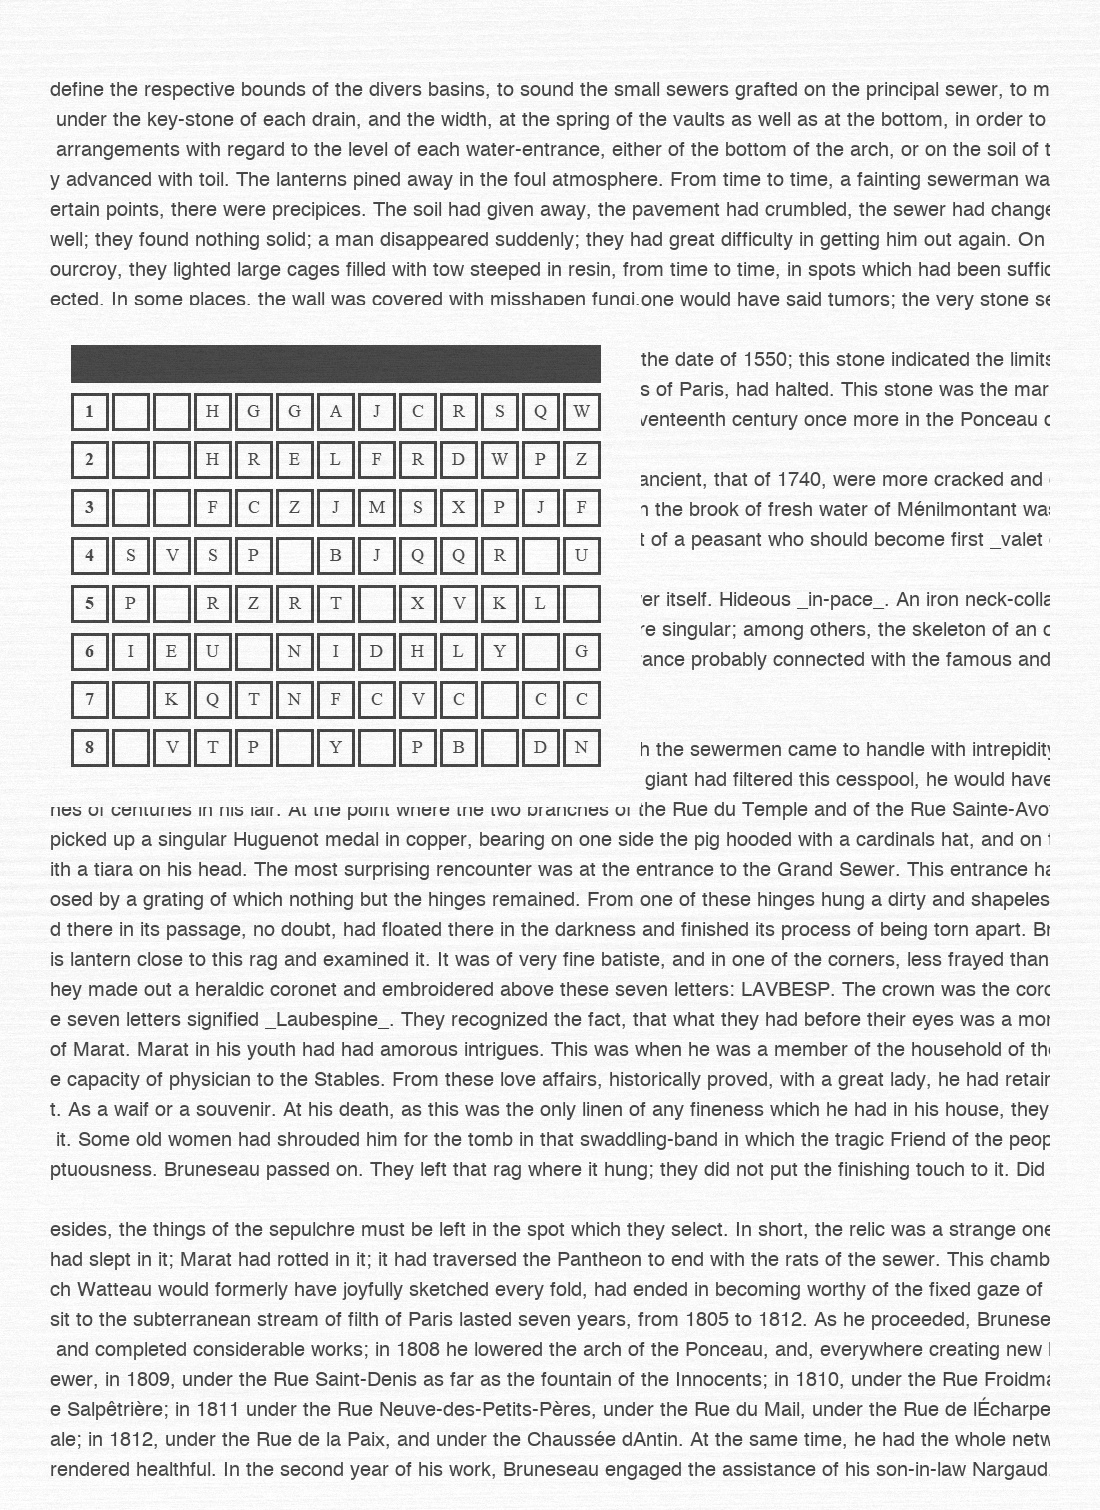 define the respective bounds of the divers basins, to sound the small sewers grafted on the principal sewer, to m
under the key-stone of each drain, and the width, at the spring of the vaults as well as at the bottom, in order to
arrangements with regard to the level of each water-entrance, either of the bottom of the arch, or on the soil of t
y advanced with toil. The lanterns pined away in the foul atmosphere. From time to time, a fainting sewerman wa
ertain points, there were precipices. The soil had given away, the pavement had crumbled, the sewer had change
well; they found nothing solid; a man disappeared suddenly; they had great difficulty in getting him out again. On
ourcroy, they lighted large cages filled with tow steeped in resin, from time to time, in spots which had been suffic
ected. In some places, the wall was covered with misshapen fungi,one would have said tumors; the very stone se
the date of 1550; this stone indicated the limits
s of Paris, had halted. This stone was the mar
venteenth century once more in the Ponceau
ancient, that of 1740, were more cracked and
the brook of fresh water of Ménilmontant was
of a peasant who should become first _valet
er itself. Hideous _in-pace_. An iron neck-colla
re singular; among others, the skeleton of an
ance probably connected with the famous and
1 H G G A J C R S Q W
2 H R E L F R D W P Z
3 F C Z J M S X P J F
4 S V S P B J Q Q R U
5 P R Z R T X V K L
6 I E U N I D H L Y G
7 K Q T N F C V C C C
8 V T P Y P B D N
h the sewermen came to handle with intrepidity
giant had filtered this cesspool, he would have
nes of centuries in his lair. At the point where the two branches of the Rue du Temple and of the Rue Sainte-Avo
picked up a singular Huguenot medal in copper, bearing on one side the pig hooded with a cardinals hat, and on t
ith a tiara on his head. The most surprising rencounter was at the entrance to the Grand Sewer. This entrance ha
osed by a grating of which nothing but the hinges remained. From one of these hinges hung a dirty and shapeles
d there in its passage, no doubt, had floated there in the darkness and finished its process of being torn apart. Br
is lantern close to this rag and examined it. It was of very fine batiste, and in one of the corners, less frayed than
hey made out a heraldic coronet and embroidered above these seven letters: LAVBESP. The crown was the coro
e seven letters signified _Laubespine_. They recognized the fact, that what they had before their eyes was a mor
of Marat. Marat in his youth had had amorous intrigues. This was when he was a member of the household of the
e capacity of physician to the Stables. From these love affairs, historically proved, with a great lady, he had retain
t. As a waif or a souvenir. At his death, as this was the only linen of any fineness which he had in his house, they
it. Some old women had shrouded him for the tomb in that swaddling-band in which the tragic Friend of the peop
ptuousness. Bruneseau passed on. They left that rag where it hung; they did not put the finishing touch to it. Did
esides, the things of the sepulchre must be left in the spot which they select. In short, the relic was a strange one
had slept in it; Marat had rotted in it; it had traversed the Pantheon to end with the rats of the sewer. This chamb
ch Watteau would formerly have joyfully sketched every fold, had ended in becoming worthy of the fixed gaze of
sit to the subterranean stream of filth of Paris lasted seven years, from 1805 to 1812. As he proceeded, Brunese
and completed considerable works; in 1808 he lowered the arch of the Ponceau, and, everywhere creating new
ewer, in 1809, under the Rue Saint-Denis as far as the fountain of the Innocents; in 1810, under the Rue Froidma
e Salpêtrière; in 1811 under the Rue Neuve-des-Petits-Pères, under the Rue du Mail, under the Rue de lÉcharpe
ale; in 1812, under the Rue de la Paix, and under the Chaussée dAntin. At the same time, he had the whole netw
rendered healthful. In the second year of his work, Bruneseau engaged the assistance of his son-in-law Nargaud